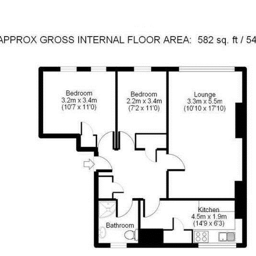 APPROX GROSS INTERNAL FLOOR AREA: 582 sq. ft / 54
Bedroom
3.2m x 3.4m
(10'7 x 11'0)
Bedroom
2.2m x 3.4m
(7'2 x 11'0)
Lounge
3.3m x 5.5m
(10'10 x 17'10)
Kitchen
4.5m x 1.9m
(14'9 x 6'3)
Bathroom